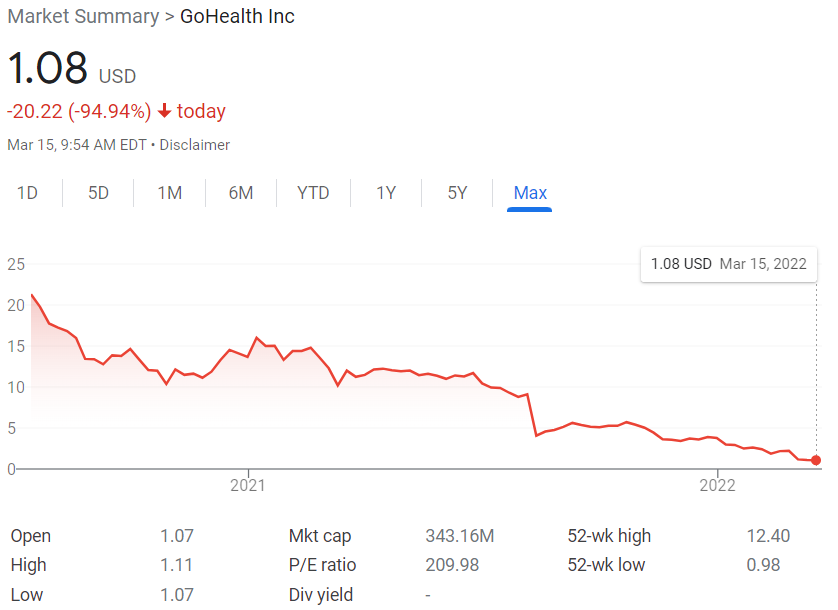 Market Summary > GoHealth Inc
1.08 USD
-20.22 (-94.94%) ↓ today
Mar 15, 9:54 AM EDT • Disclaimer
1D 5D 1M 6M YTD 1Y 5Y Max
1.08 USD Mar 15, 2022
25
20
15
10
5
0
2021 2022
Open 1.07 Mkt cap 343.16M 52-wk high 12.40
High 1.11 P/E ratio 209.98 52-wk low 0.98
Low 1.07 Div yield -